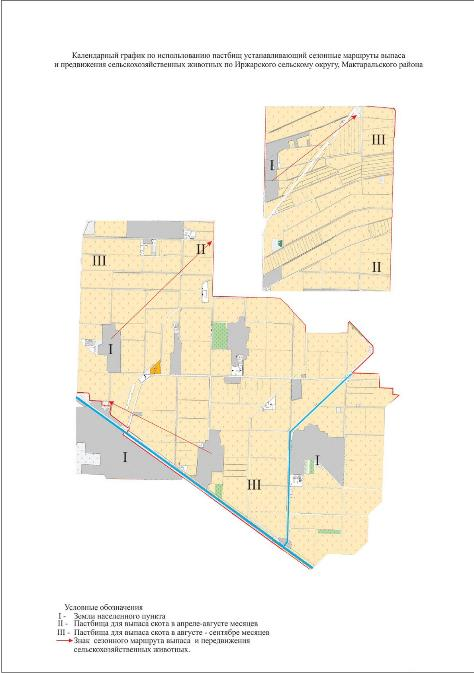 Календарный график по использованию пастбищ устанавливающий сезонные маршруты выпаса
и предвижения сельскохозяйственных животных по Иржарского сельскому округу, Мактаральского района
I
III
II
III
II
I
I
III
I
Условные обозначения
I - Земли населенного пункта
II - Пастбища для выпаса скота в апреле-августе месяцев
III - Пастбища для выпаса скота в августе - сентябре месяцев
Знак сезонного маршрута выпаса и передвижения
сельскохозяйственных животных.